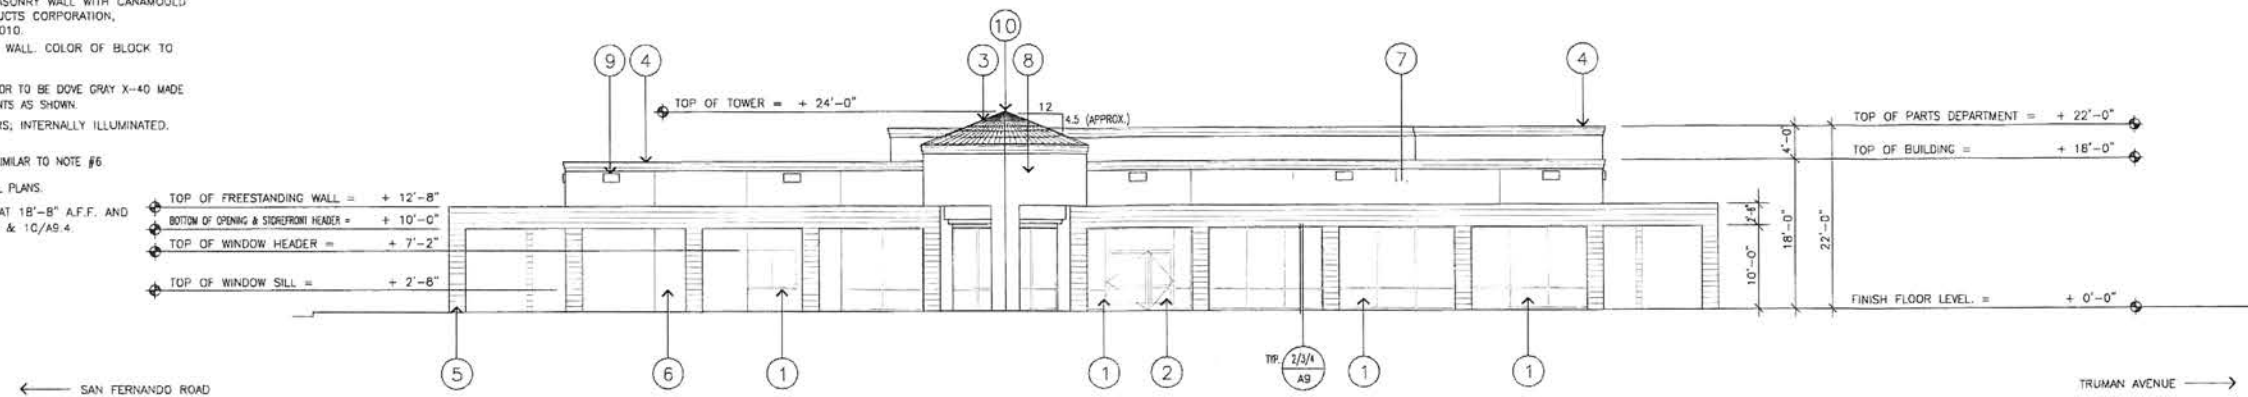 MASONRY WALL WITH CANAMOULD
DUCTS CORPORATION,
010.
WALL. COLOR OF BLOCK TO
OR TO BE DOVE GRAY X-40 MADE
NTS AS SHOWN.
RS; INTERNALLY ILLUMINATED.
SIMILAR TO NOTE #6
L PLANS.
AT 18'-8" A.F.F. AND
& 10/A9.4
10
9
4
3
8
7
4
TOP OF TOWER = + 24'-0"
12
4.5 (APPROX.)
TOP OF PARTS DEPARTMENT = + 22'-0"
4'-0"
TOP OF BUILDING = + 18'-0"
TOP OF FREESTANDING WALL = + 12'-8"
BOTTOM OF OPENING & STOREFRONT HEADER = + 10'-0"
TOP OF WINDOW HEADER = + 7'-2"
TOP OF WINDOW SILL = + 2'-8"
2'-8"
10'-0"
18'-0"
22'-0"
FINISH FLOOR LEVEL. = + 0'-0"
5
6
1
1
2
TYP. 2/3/4
A9
1
1
← SAN FERNANDO ROAD
TRUMAN AVENUE →